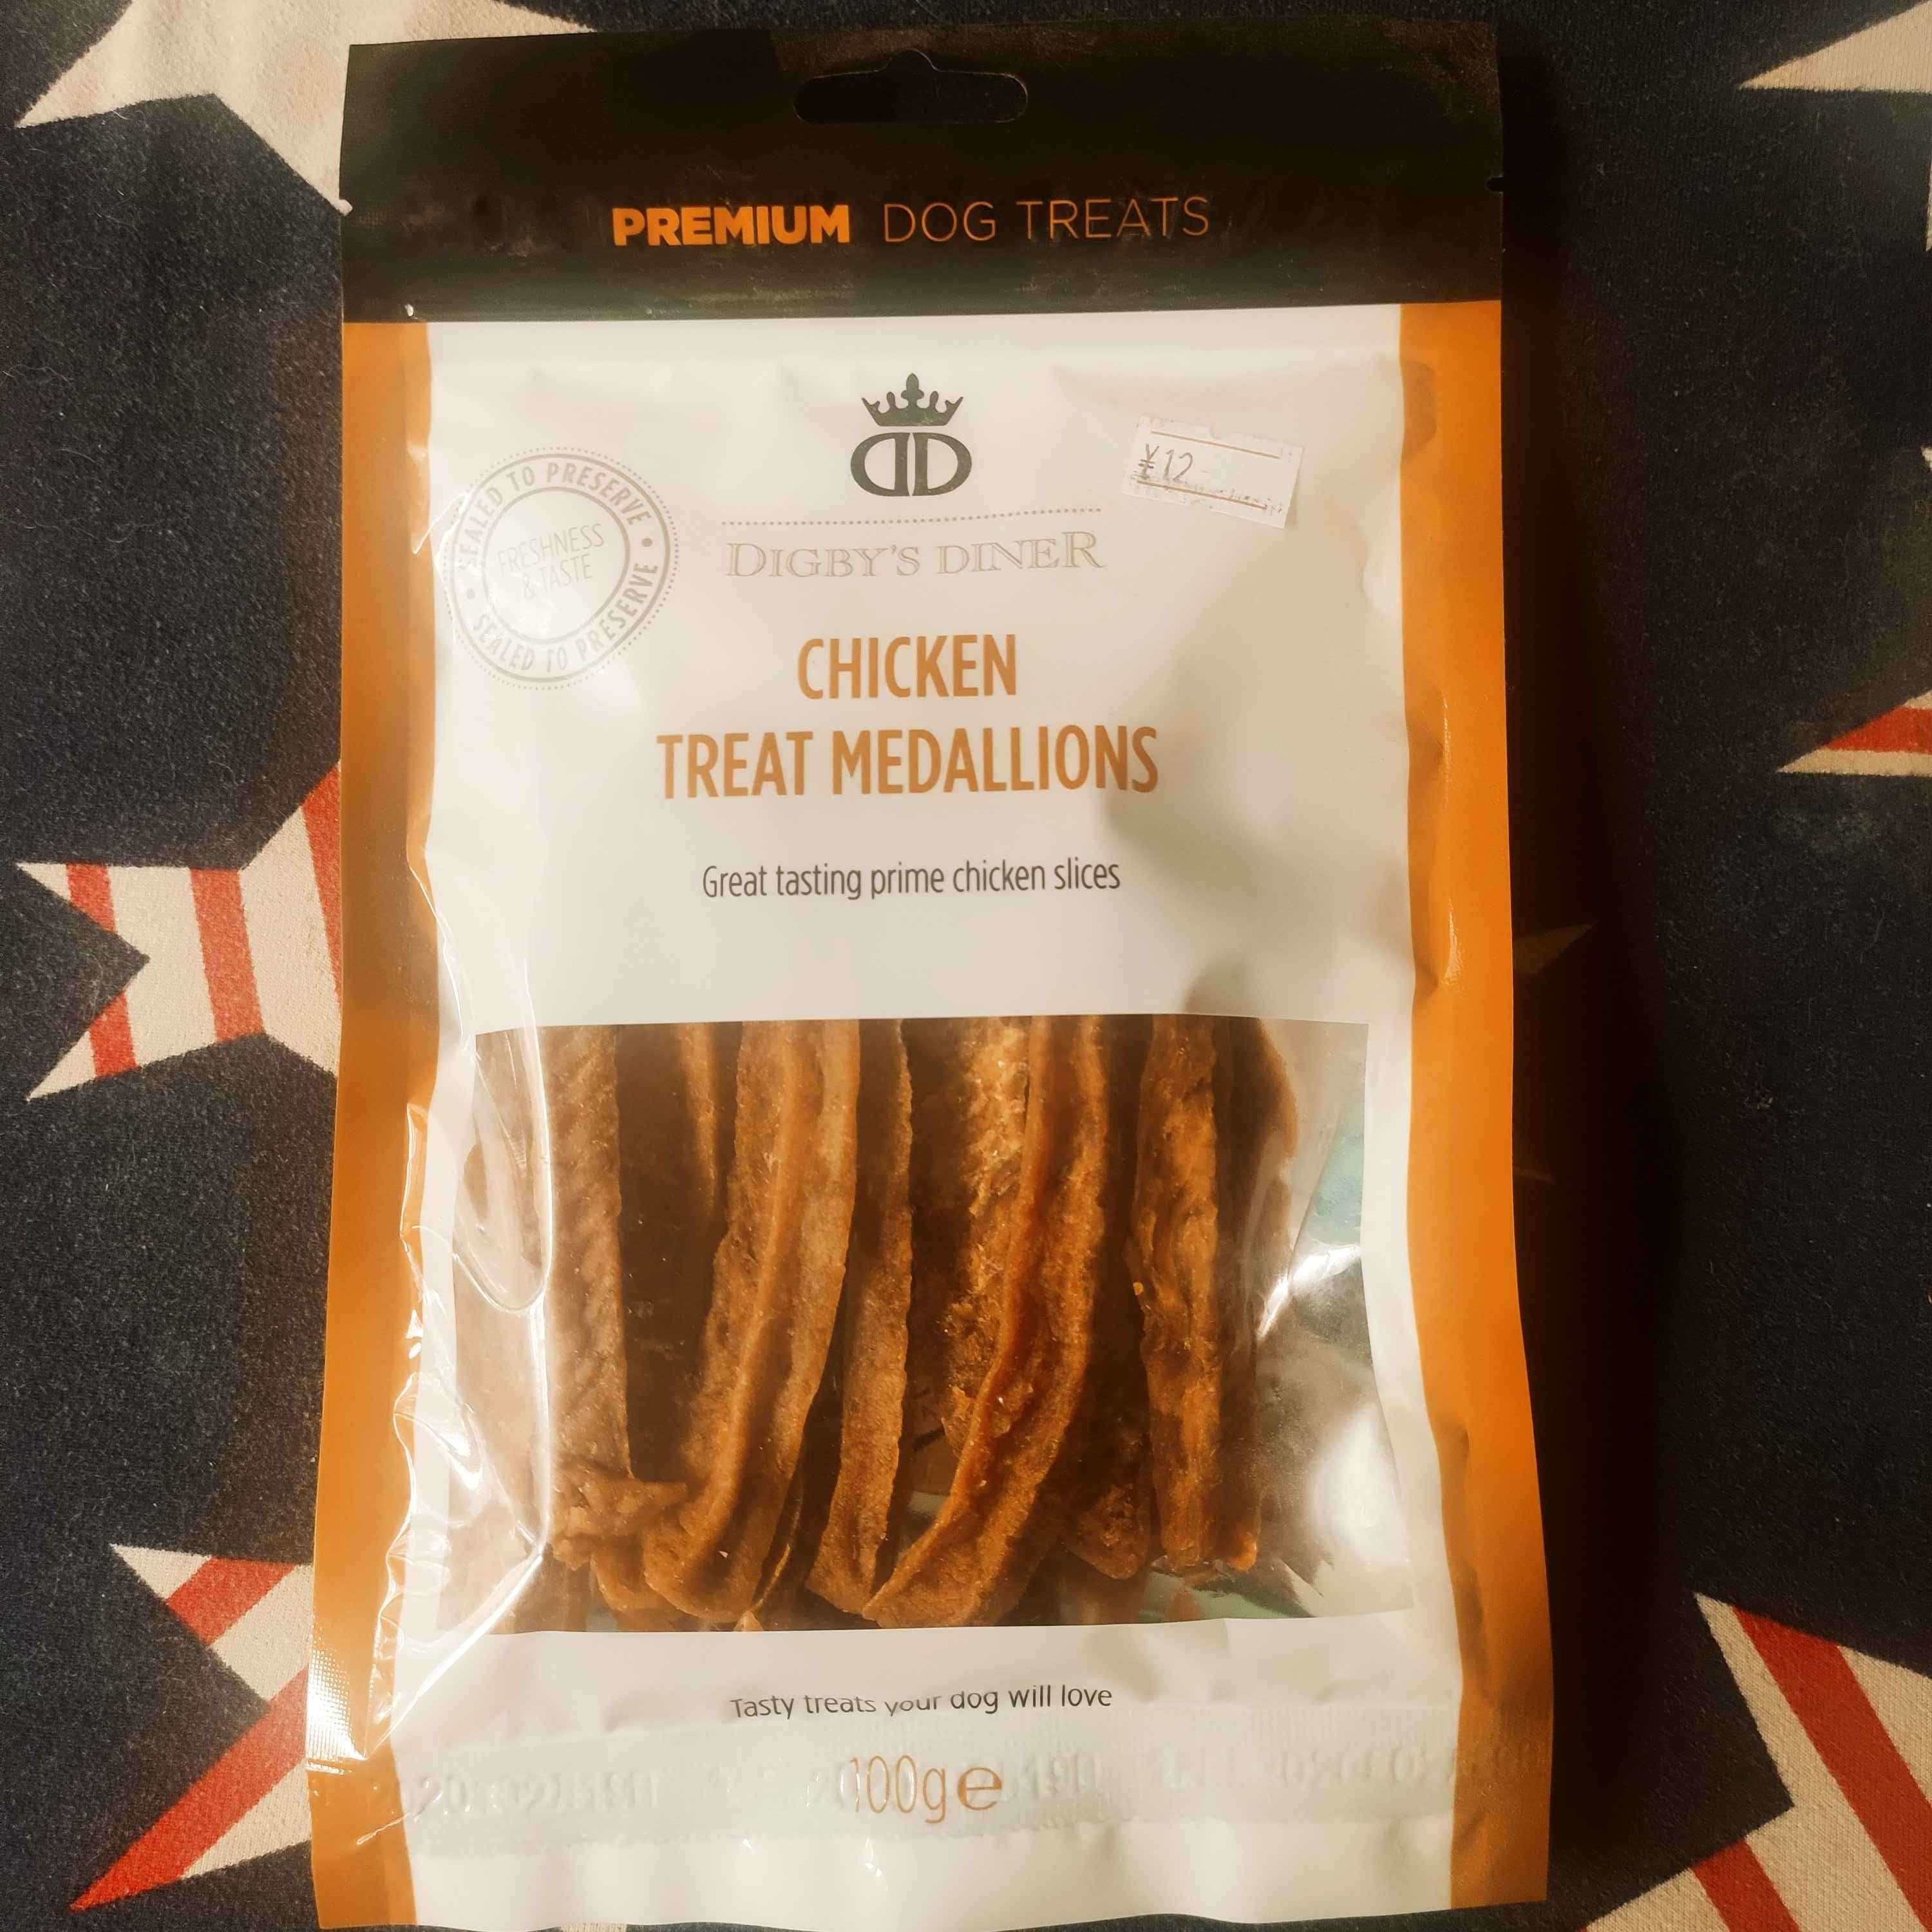 PREMIUM DOG TREATS
DD
¥12
SEALED TO PRESERVE • SEALED TO PRESERVE •
FRESHNESS
& TASTE
DIGBY'S DINER
CHICKEN
TREAT MEDALLIONS
Great tasting prime chicken slices
Tasty treats your dog will love
100g℮